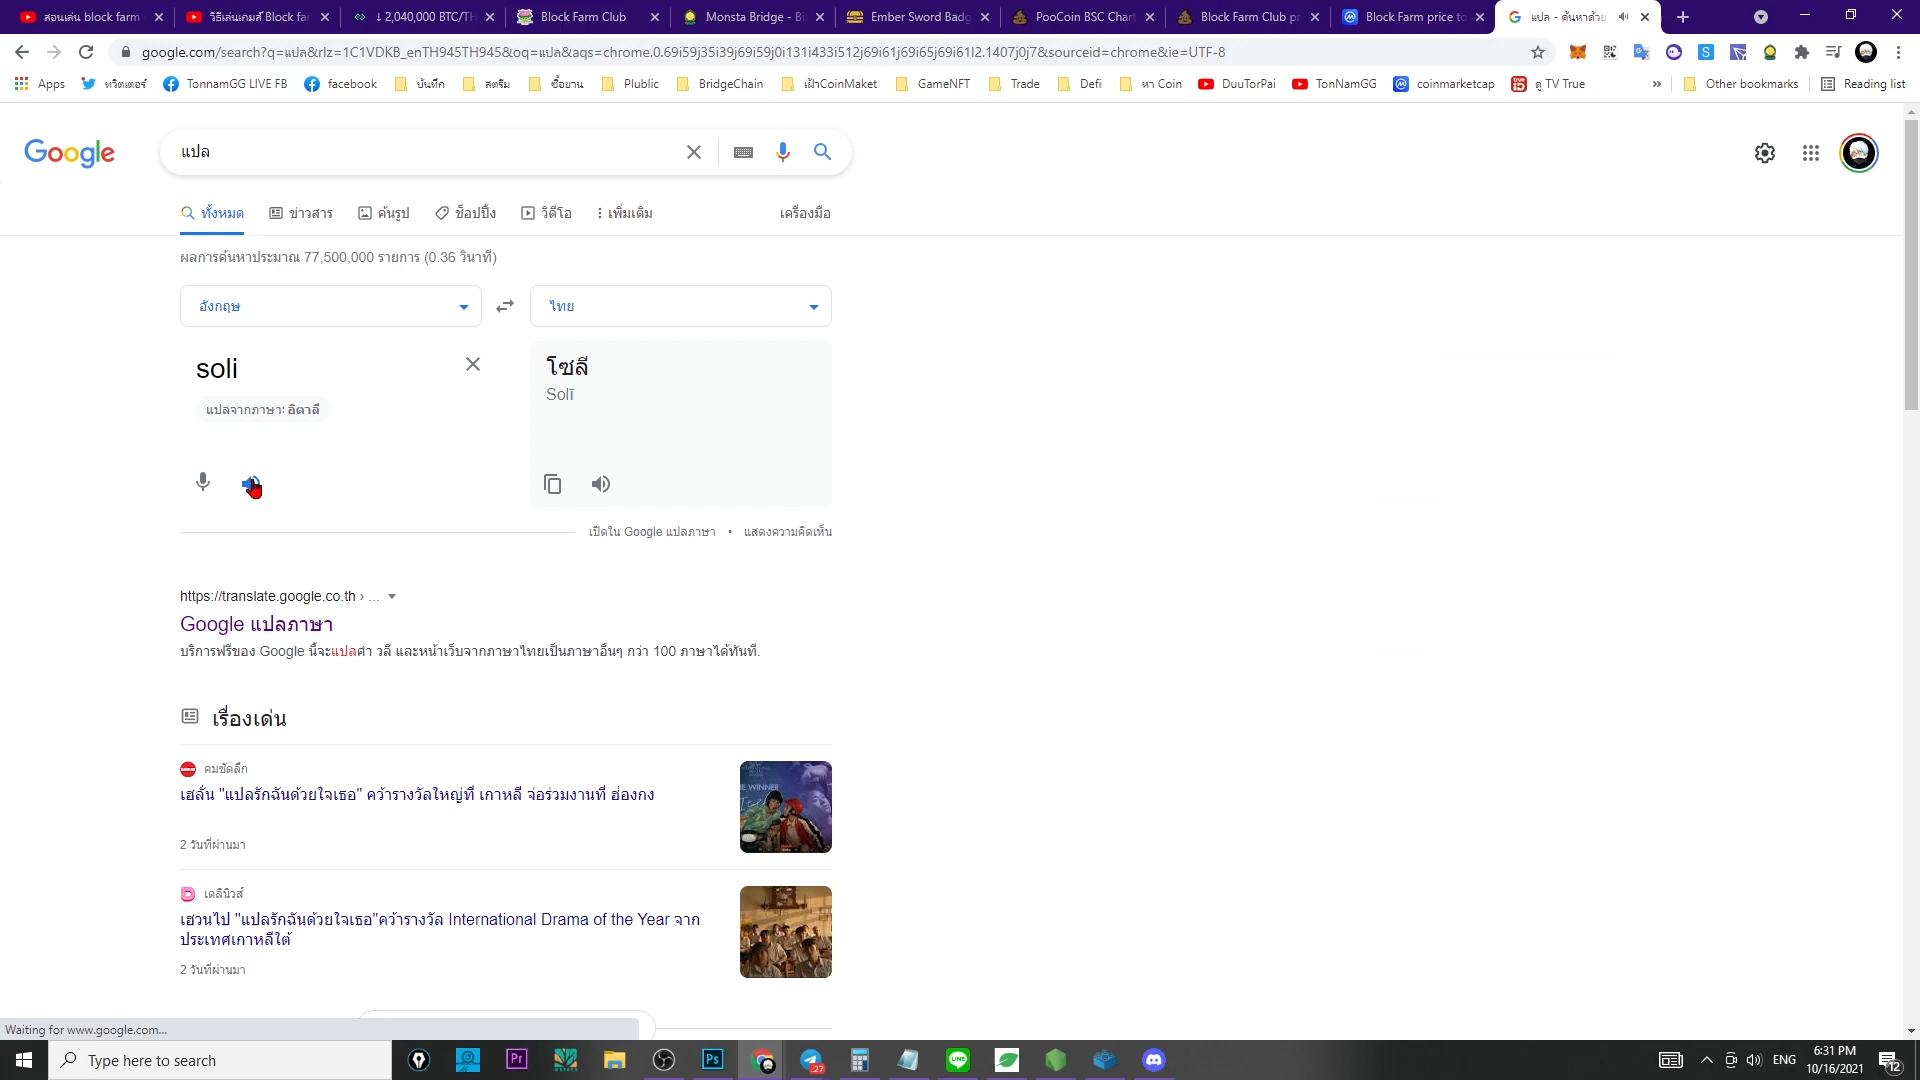 สอนเล่น block farm
วิธีเล่นเกมส์ Block fa
↓ 2,040,000 BTC/TH
Block Farm Club
Monsta Bridge - Bi
Ember Sword Badg
PooCoin BSC Chart
Block Farm Club pr
Block Farm price to
แปล - ค้นหาด้วย
google.com/search?q=แปล&rlz=1C1VDKB_enTH945TH945&oq=แปล&aqs=chrome.0.69i59j35i39j69i59j0i131i433i512j69i61j69i65j69i61l2.1407j0j7&sourceid=chrome&ie=UTF-8
Apps
ทวิตเตอร์
TonnamGG LIVE FB
facebook
บันทึก
สตรีม
ซื้อยาน
Plublic
BridgeChain
เฝ้าCoinMaket
GameNFT
Trade
Defi
หา Coin
DuuTorPai
TonNamGG
coinmarketcap
ดู TV True
»
Other bookmarks
Reading list
Google
แปล
ทั้งหมด
ข่าวสาร
ค้นรูป
ช็อปปิ้ง
วิดีโอ
เพิ่มเติม
เครื่องมือ
ผลการค้นหาประมาณ 77,500,000 รายการ (0.36 วินาที)
อังกฤษ
ไทย
soli
โซลี
Solī
แปลจากภาษา: อิตาลี
เปิดใน Google แปลภาษา • แสดงความคิดเห็น
https://translate.google.co.th › ...
Google แปลภาษา
บริการฟรีของ Google นี้จะแปลคำ วลี และหน้าเว็บจากภาษาไทยเป็นภาษาอื่นๆ กว่า 100 ภาษาได้ทันที.
เรื่องเด่น
คมชัดลึก
เฮลั่น "แปลรักฉันด้วยใจเธอ" คว้ารางวัลใหญ่ที่ เกาหลี จ่อร่วมงานที่ ฮ่องกง
2 วันที่ผ่านมา
เดลินิวส์
เฮวนไป "แปลรักฉันด้วยใจเธอ"คว้ารางวัล International Drama of the Year จาก
ประเทศเกาหลีใต้
2 วันที่ผ่านมา
Waiting for www.google.com...
Type here to search
Pr
Ps
27
LINE
ENG
6:31 PM
10/16/2021
12